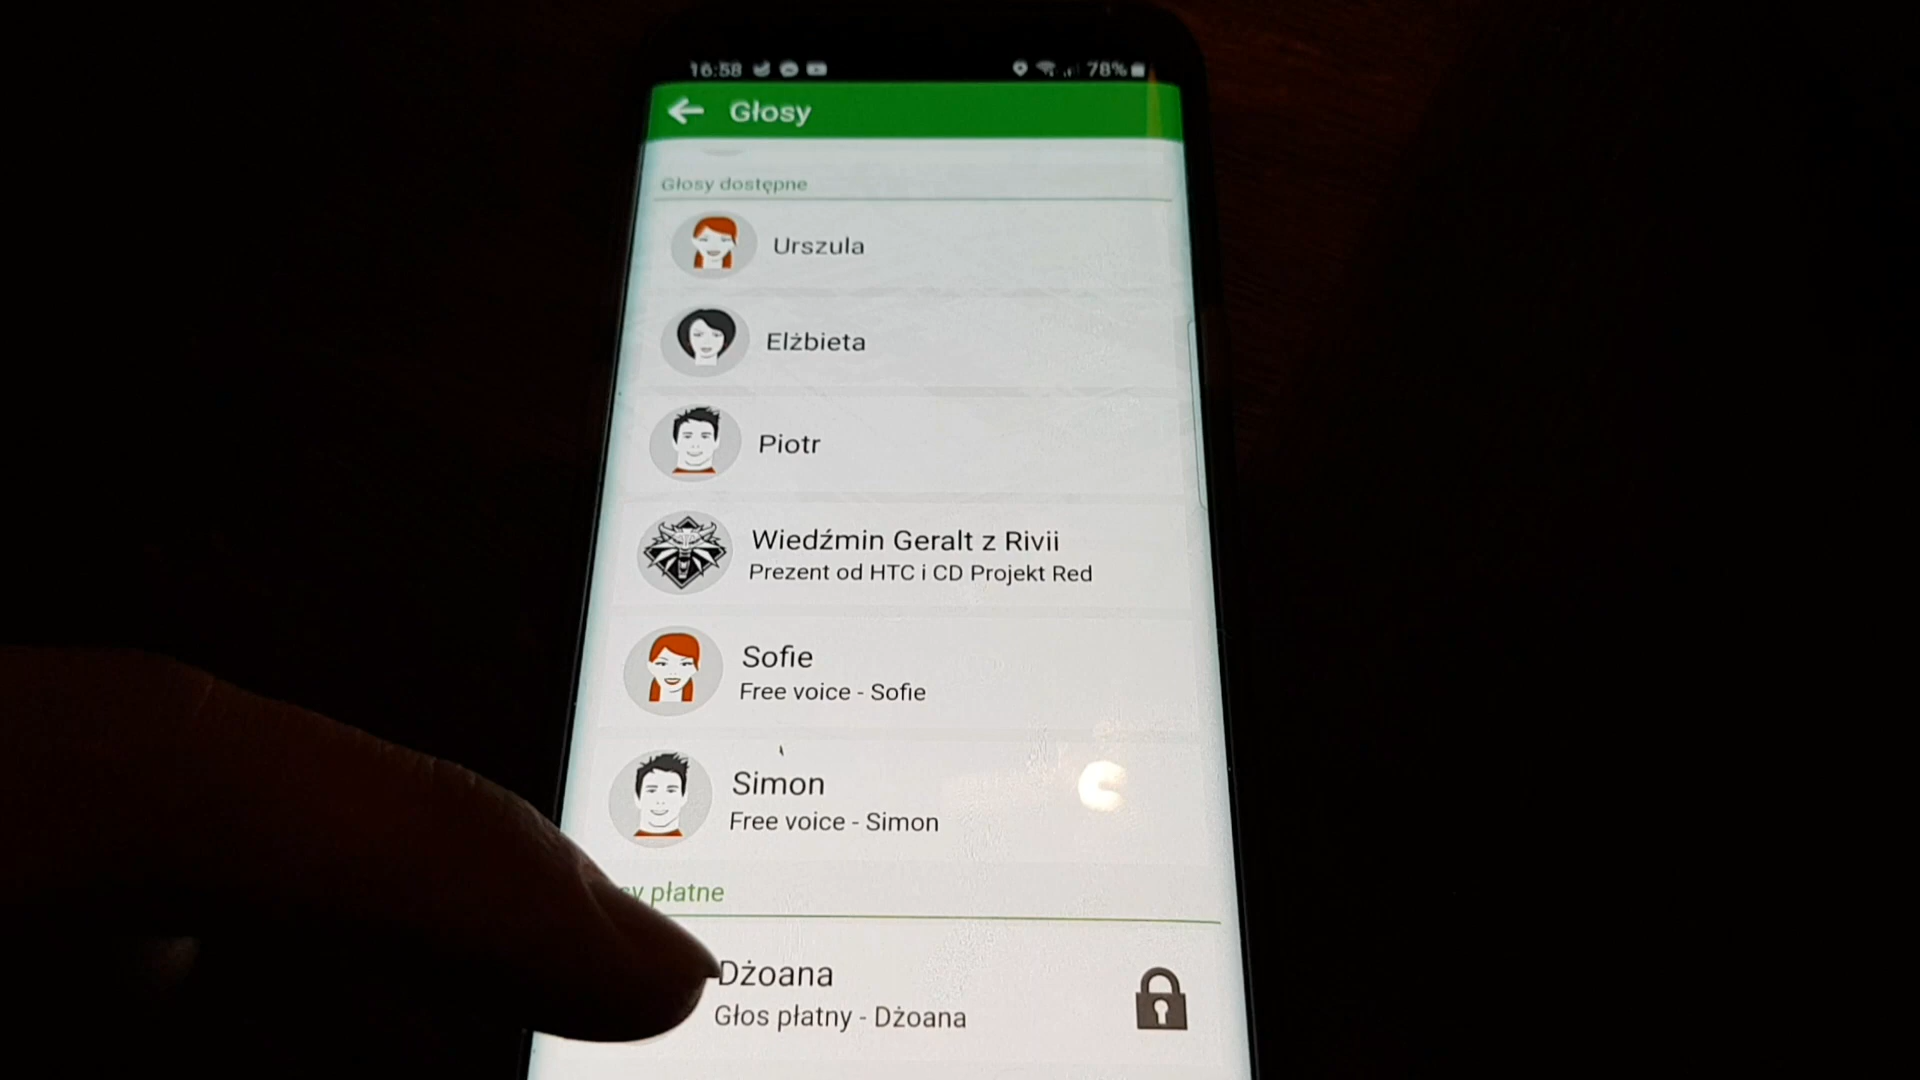 16:58 78%
Głosy
Głosy dostępne
Urszula
Elżbieta
Piotr
Wiedźmin Geralt z Rivii
Prezent od HTC i CD Projekt Red
Sofie
Free voice - Sofie
Simon
Free voice - Simon
płatne
Dżoana
Głos płatny - Dżoana